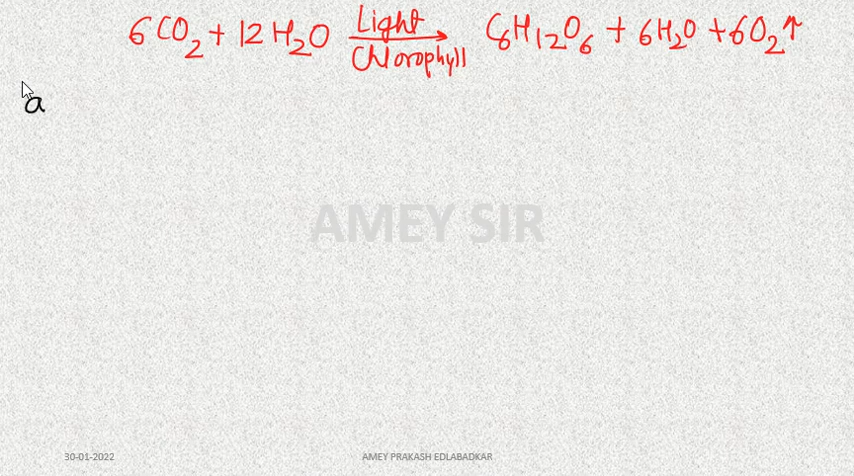 6CO2 + 12H2O Light Chlorophyll → C6H12O6 + 6H2O + 6O2↑
a
AMEY SIR
30-01-2022 AMEY PRAKASH EDLABADKAR